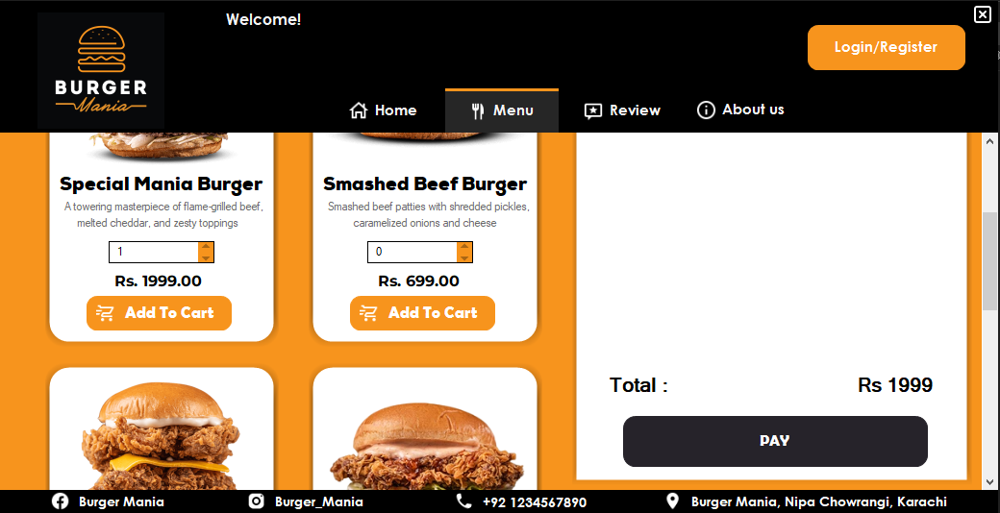 Welcome!
Login/Register
BURGER
Mania
Home
Menu
Review
About us
Special Mania Burger
A towering masterpiece of flame-grilled beef,
melted cheddar, and zesty toppings
1
Rs. 1999.00
Add To Cart
Smashed Beef Burger
Smashed beef patties with shredded pickles,
caramelized onions and cheese
0
Rs. 699.00
Add To Cart
Total :
Rs 1999
PAY
Burger Mania
Burger_Mania
+92 1234567890
Burger Mania, Nipa Chowrangi, Karachi